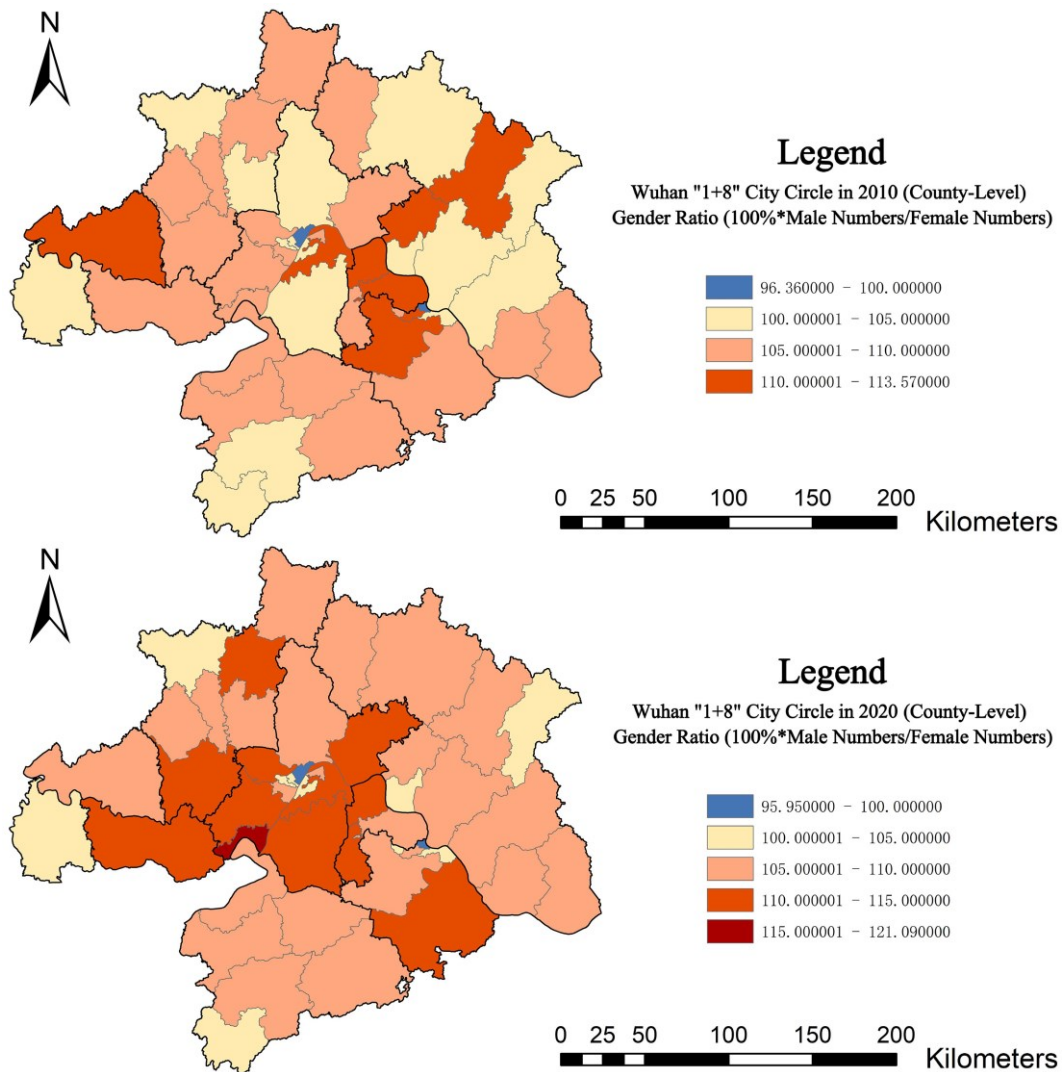 N
Legend
Wuhan "1+8" City Circle in 2010 (County-Level)
Gender Ratio (100%*Male Numbers/Female Numbers)
96.360000 - 100.000000
100.000001 - 105.000000
105.000001 - 110.000000
110.000001 - 113.570000
0 25 50 100 150 200
Kilometers
N
Legend
Wuhan "1+8" City Circle in 2020 (County-Level)
Gender Ratio (100%*Male Numbers/Female Numbers)
95.950000 - 100.000000
100.000001 - 105.000000
105.000001 - 110.000000
110.000001 - 115.000000
115.000001 - 121.090000
0 25 50 100 150 200
Kilometers